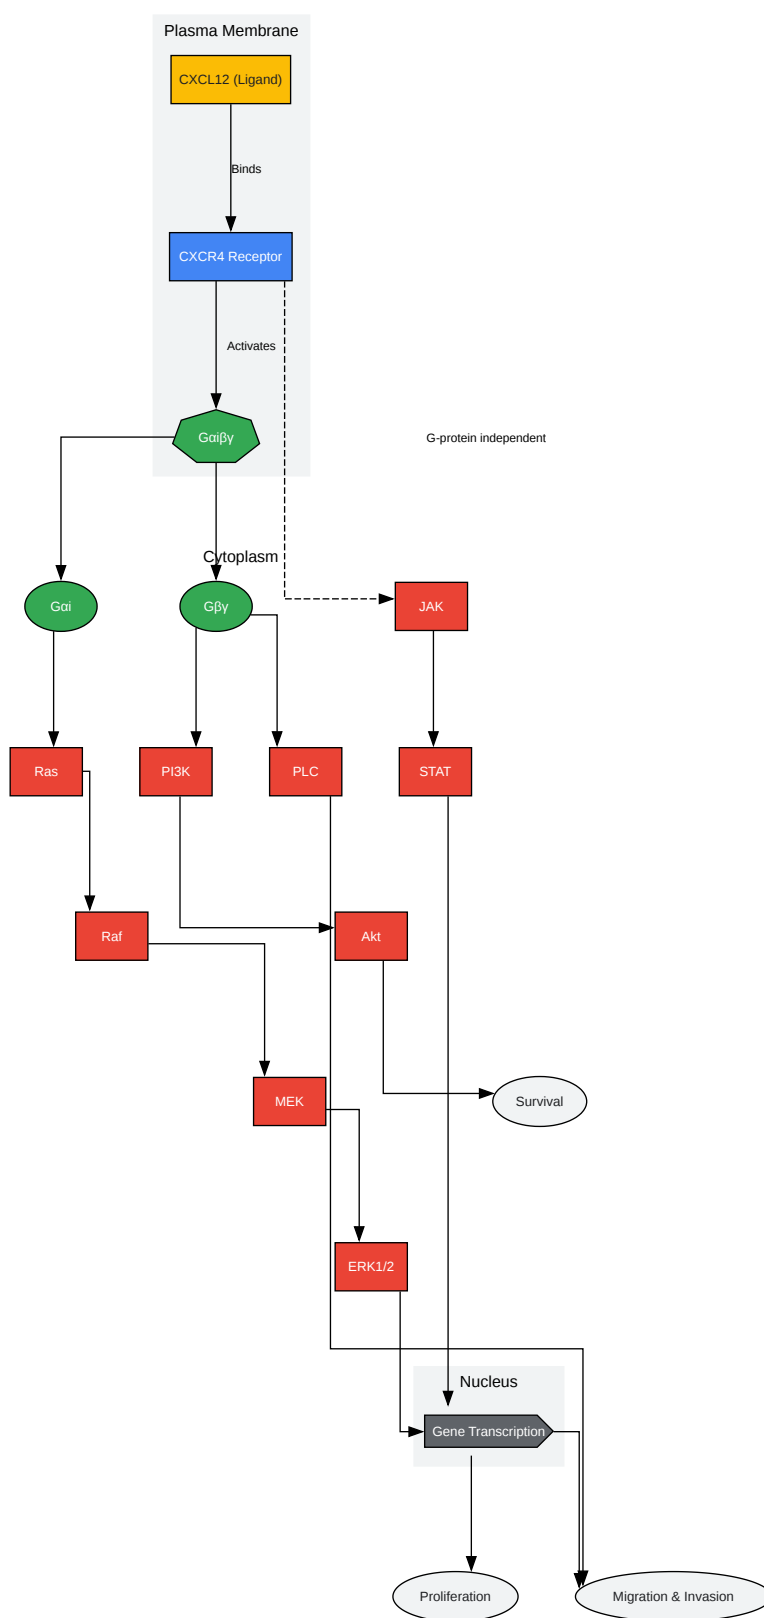 Plasma Membrane
CXCL12 (Ligand)
Binds
CXCR4 Receptor
Activates
Gαiβγ
G-protein independent
Cytoplasm
Gαi
Gβγ
JAK
Ras
PI3K
PLC
STAT
Raf
Akt
MEK
Survival
ERK1/2
Nucleus
Gene Transcription
Proliferation
Migration & Invasion